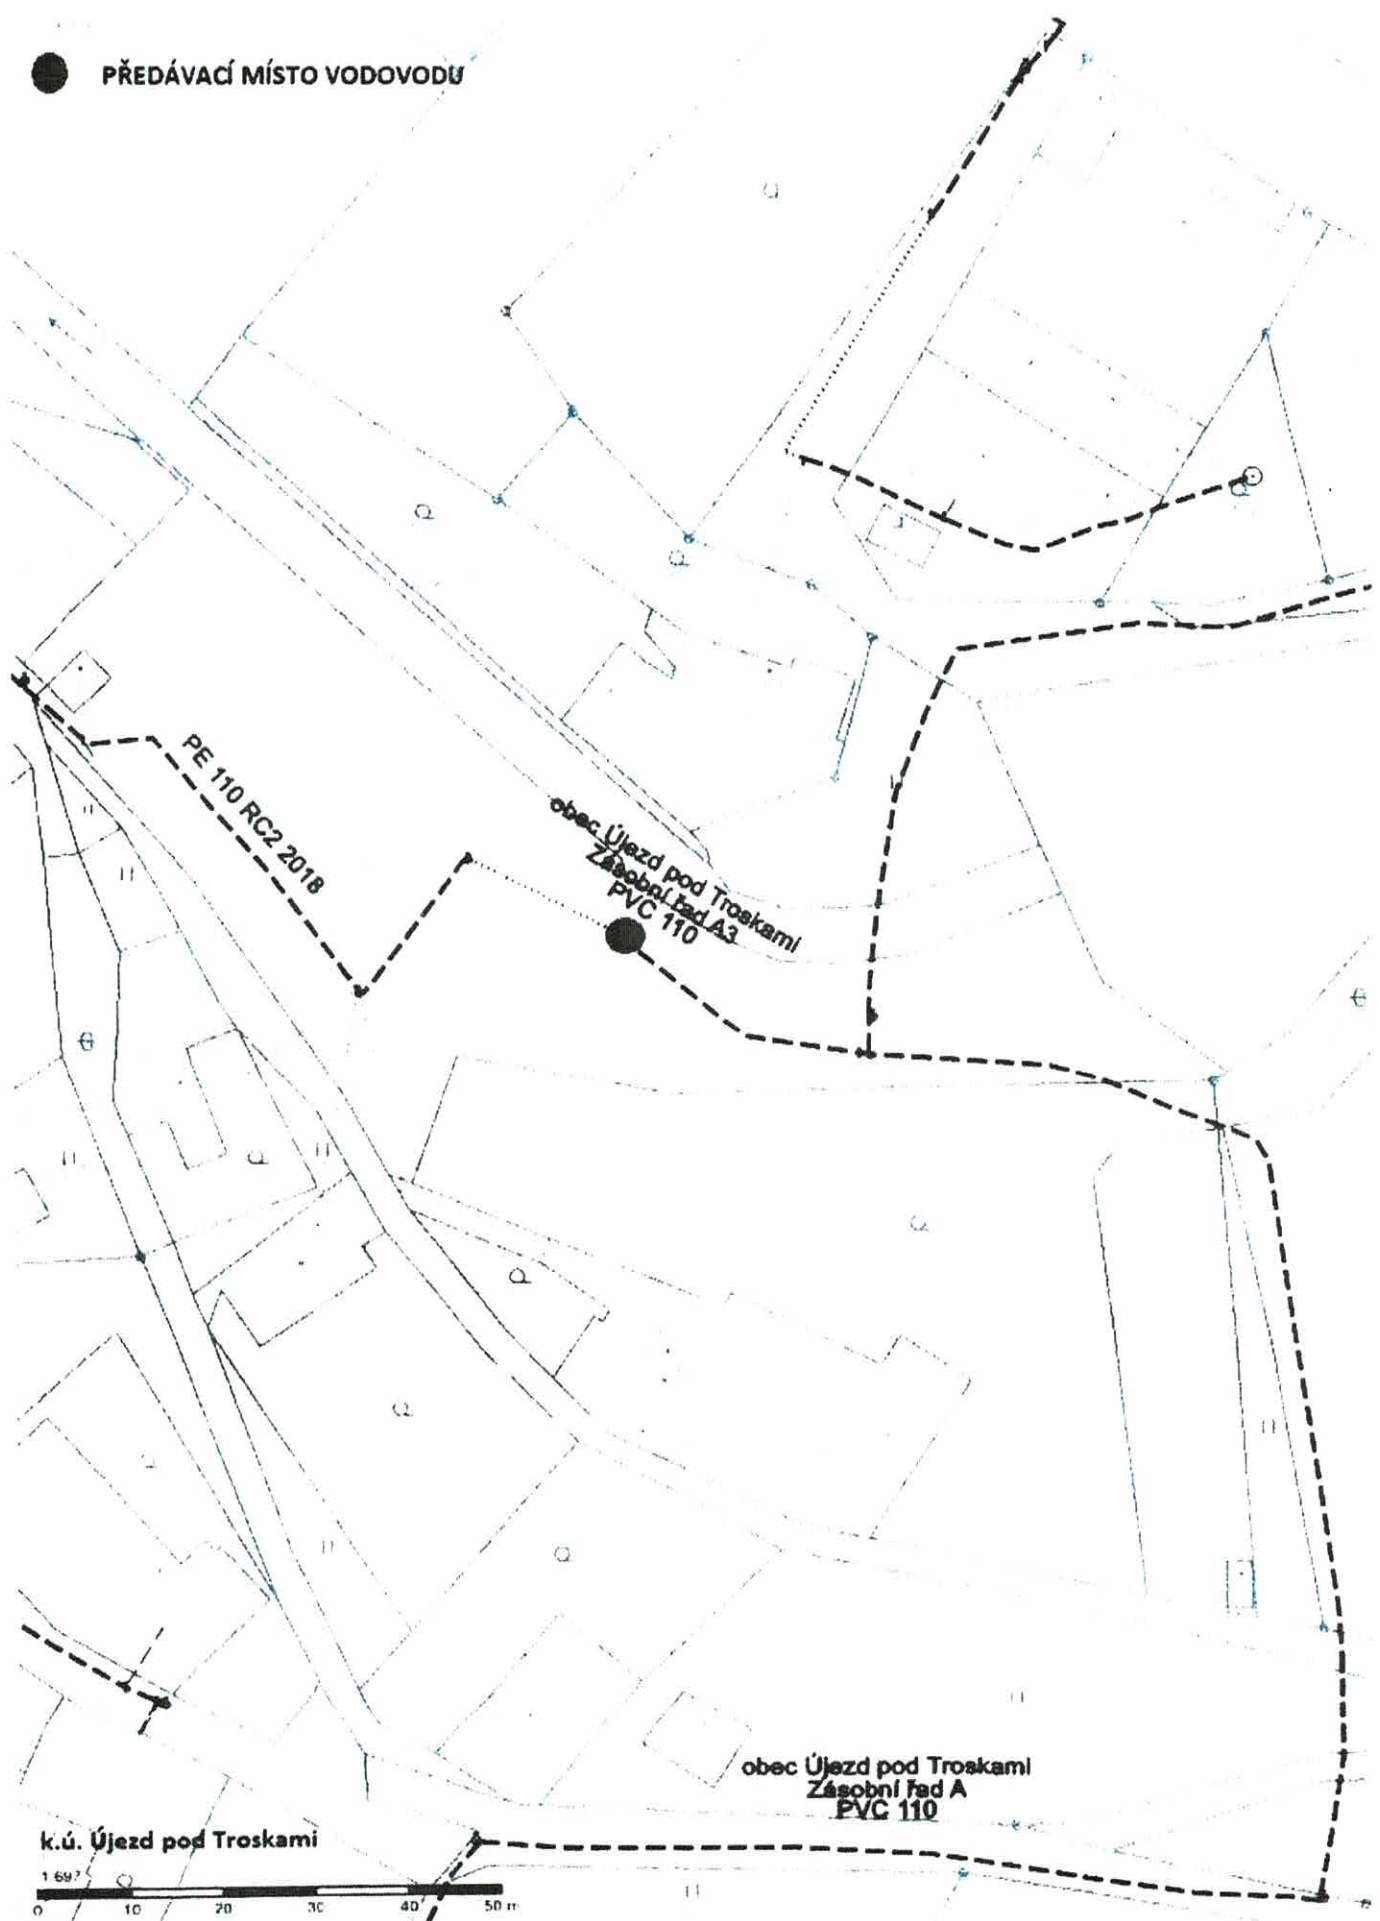 PŘEDÁVACÍ MÍSTO VODOVODU
PE 110 RC2 2018
obec Újezd pod Troskami
Zásobní řad A3
PVC 110
obec Újezd pod Troskami
Zásobní řad A
PVC 110
k.ú. Újezd pod Troskami
0 10 20 30 40 50 m